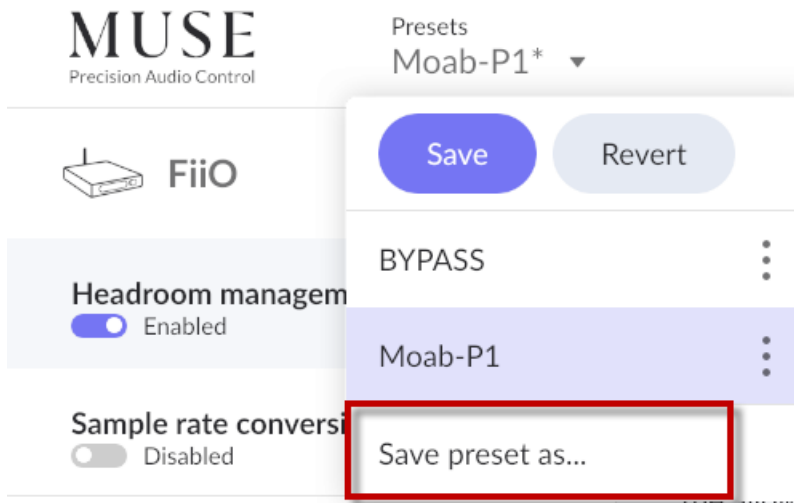 MUSE
Precision Audio Control
Presets
Moab-P1*
Save
Revert
FiiO
BYPASS
Headroom managem
Enabled
Moab-P1
Sample rate conversi
Disabled
Save preset as...